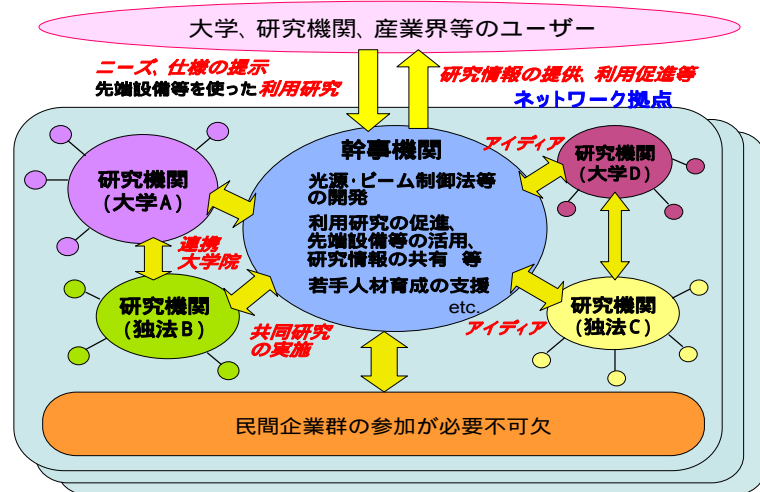 大学、研究機関、産業界等のユーザー
ニーズ、仕様の提示
先端設備等を使った利用研究
研究情報の提供、利用促進等
ネットワーク拠点
研究機関
(大学A)
幹事機関
光源・ビーム制御法等
の開発
利用研究の促進、
先端設備等の活用、
研究情報の共有 等
若手人材育成の支援
etc.
アイディア
研究機関
(大学D)
連携
大学院
研究機関
(独法B)
共同研究
の実施
アイディア
研究機関
(独法C)
民間企業群の参加が必要不可欠